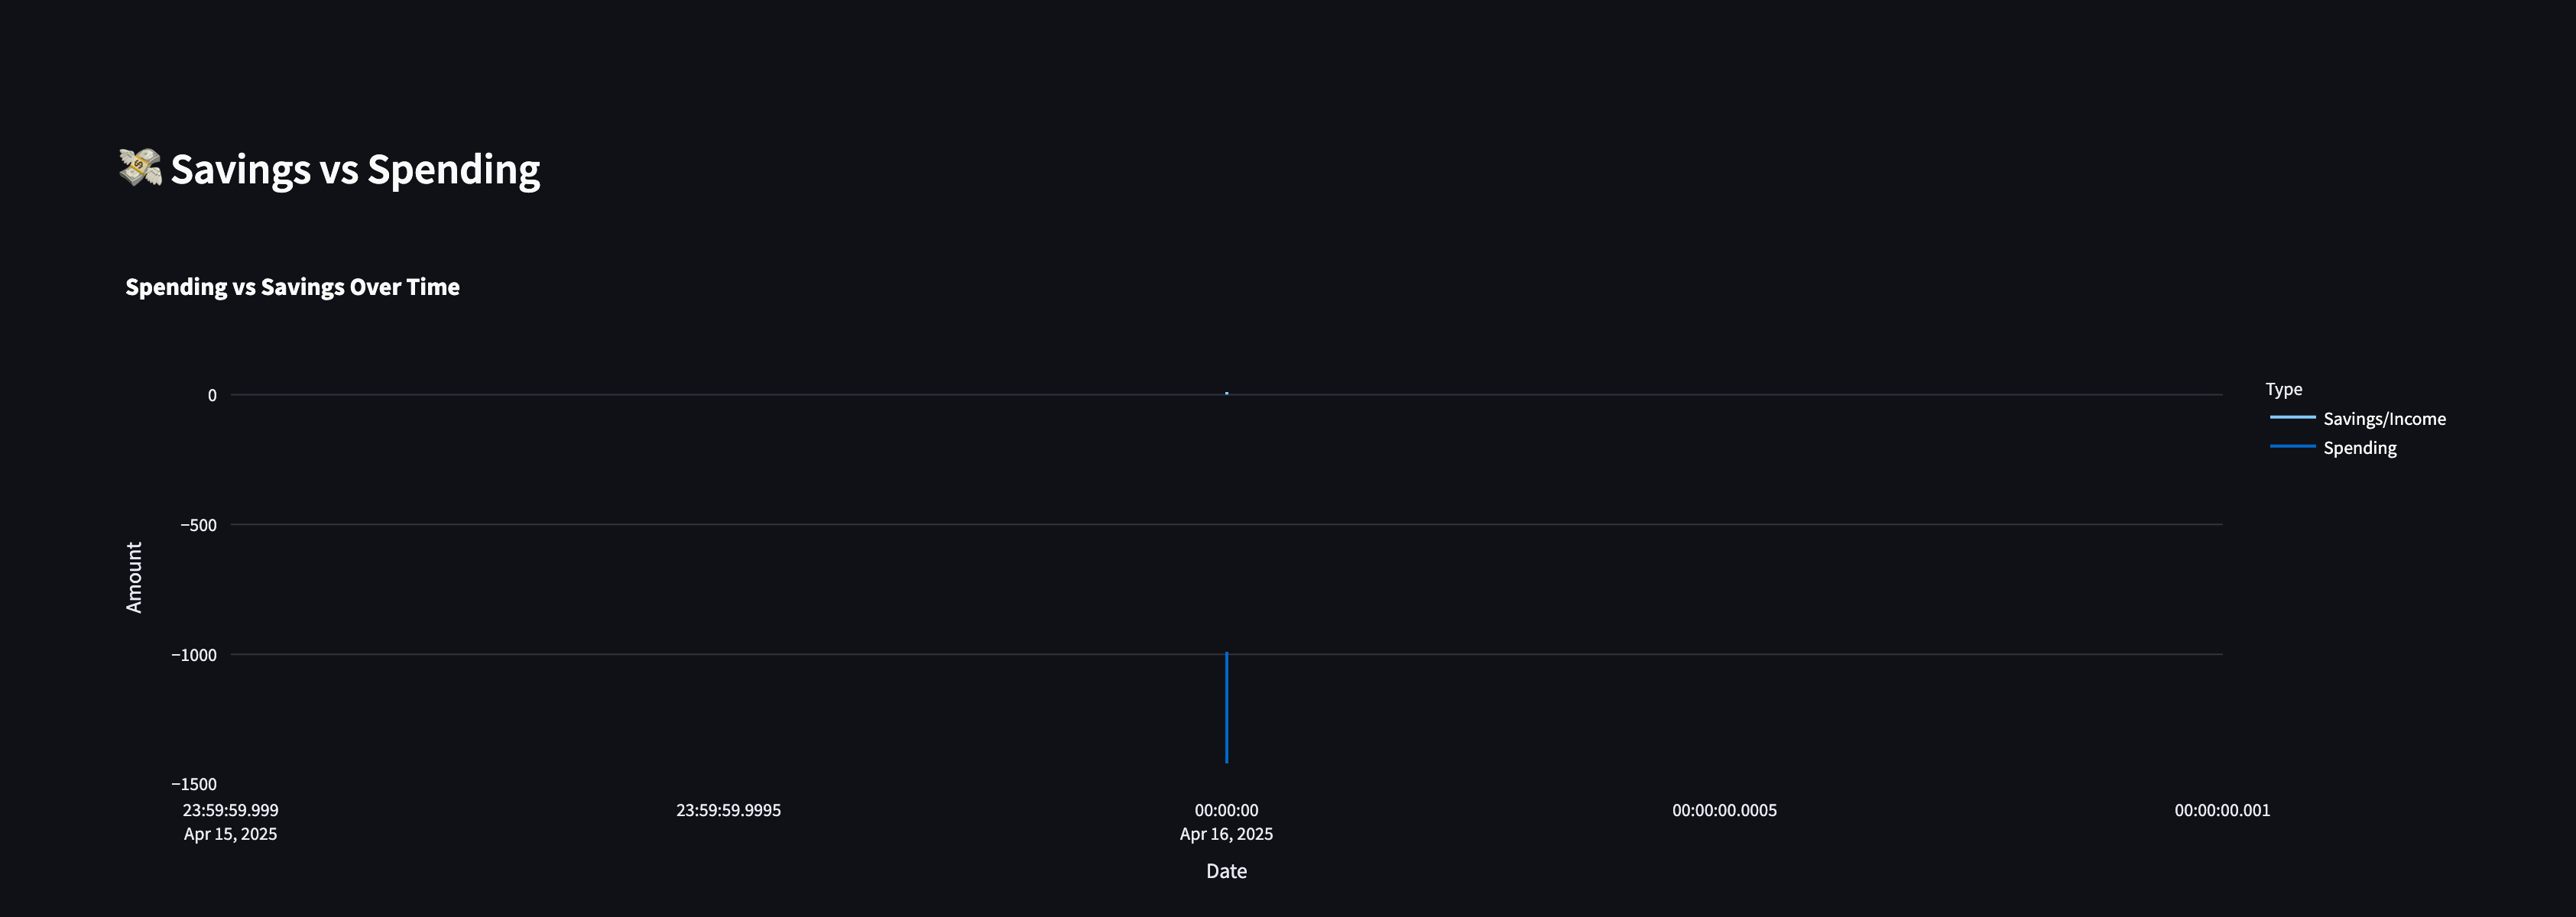 💸 Savings vs Spending
Spending vs Savings Over Time
0
−500
−1000
−1500
Amount
23:59:59.999
Apr 15, 2025
23:59:59.9995
00:00:00
Apr 16, 2025
00:00:00.0005
00:00:00.001
Date
Type
Savings/Income
Spending